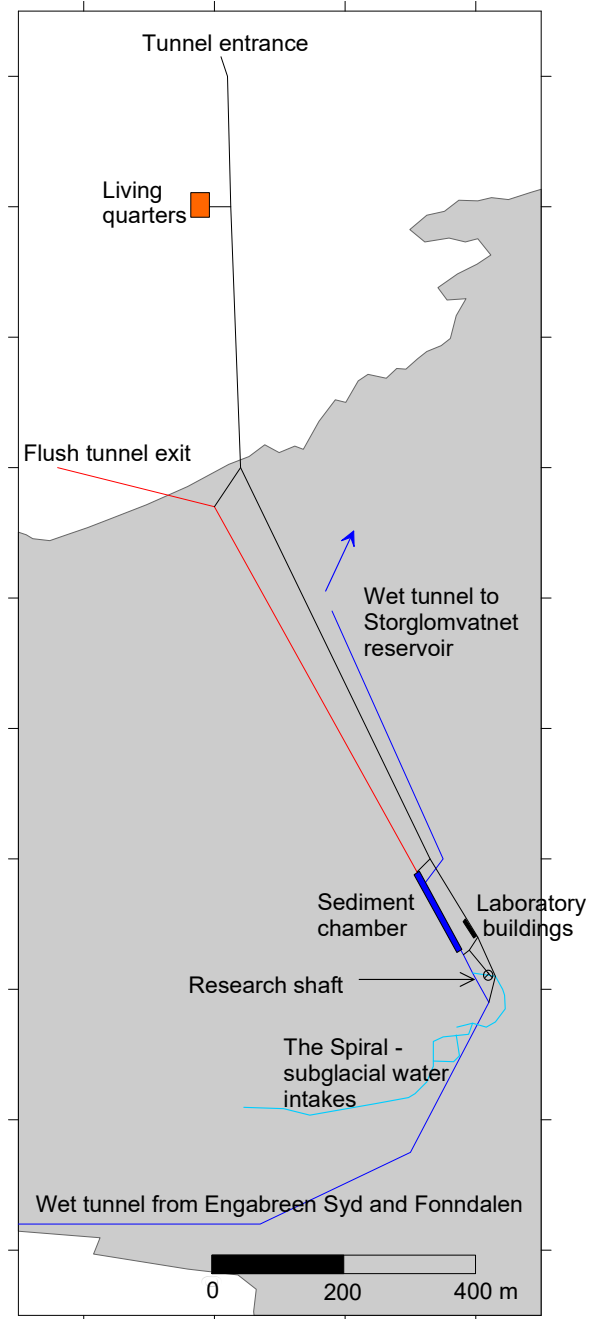 Tunnel entrance
Living
quarters
Flush tunnel exit
Wet tunnel to
Storglomvatnet
reservoir
Sediment
chamber
Laboratory
buildings
Research shaft
The Spiral -
subglacial water
intakes
Wet tunnel from Engabreen Syd and Fonndalen
0 200 400 m